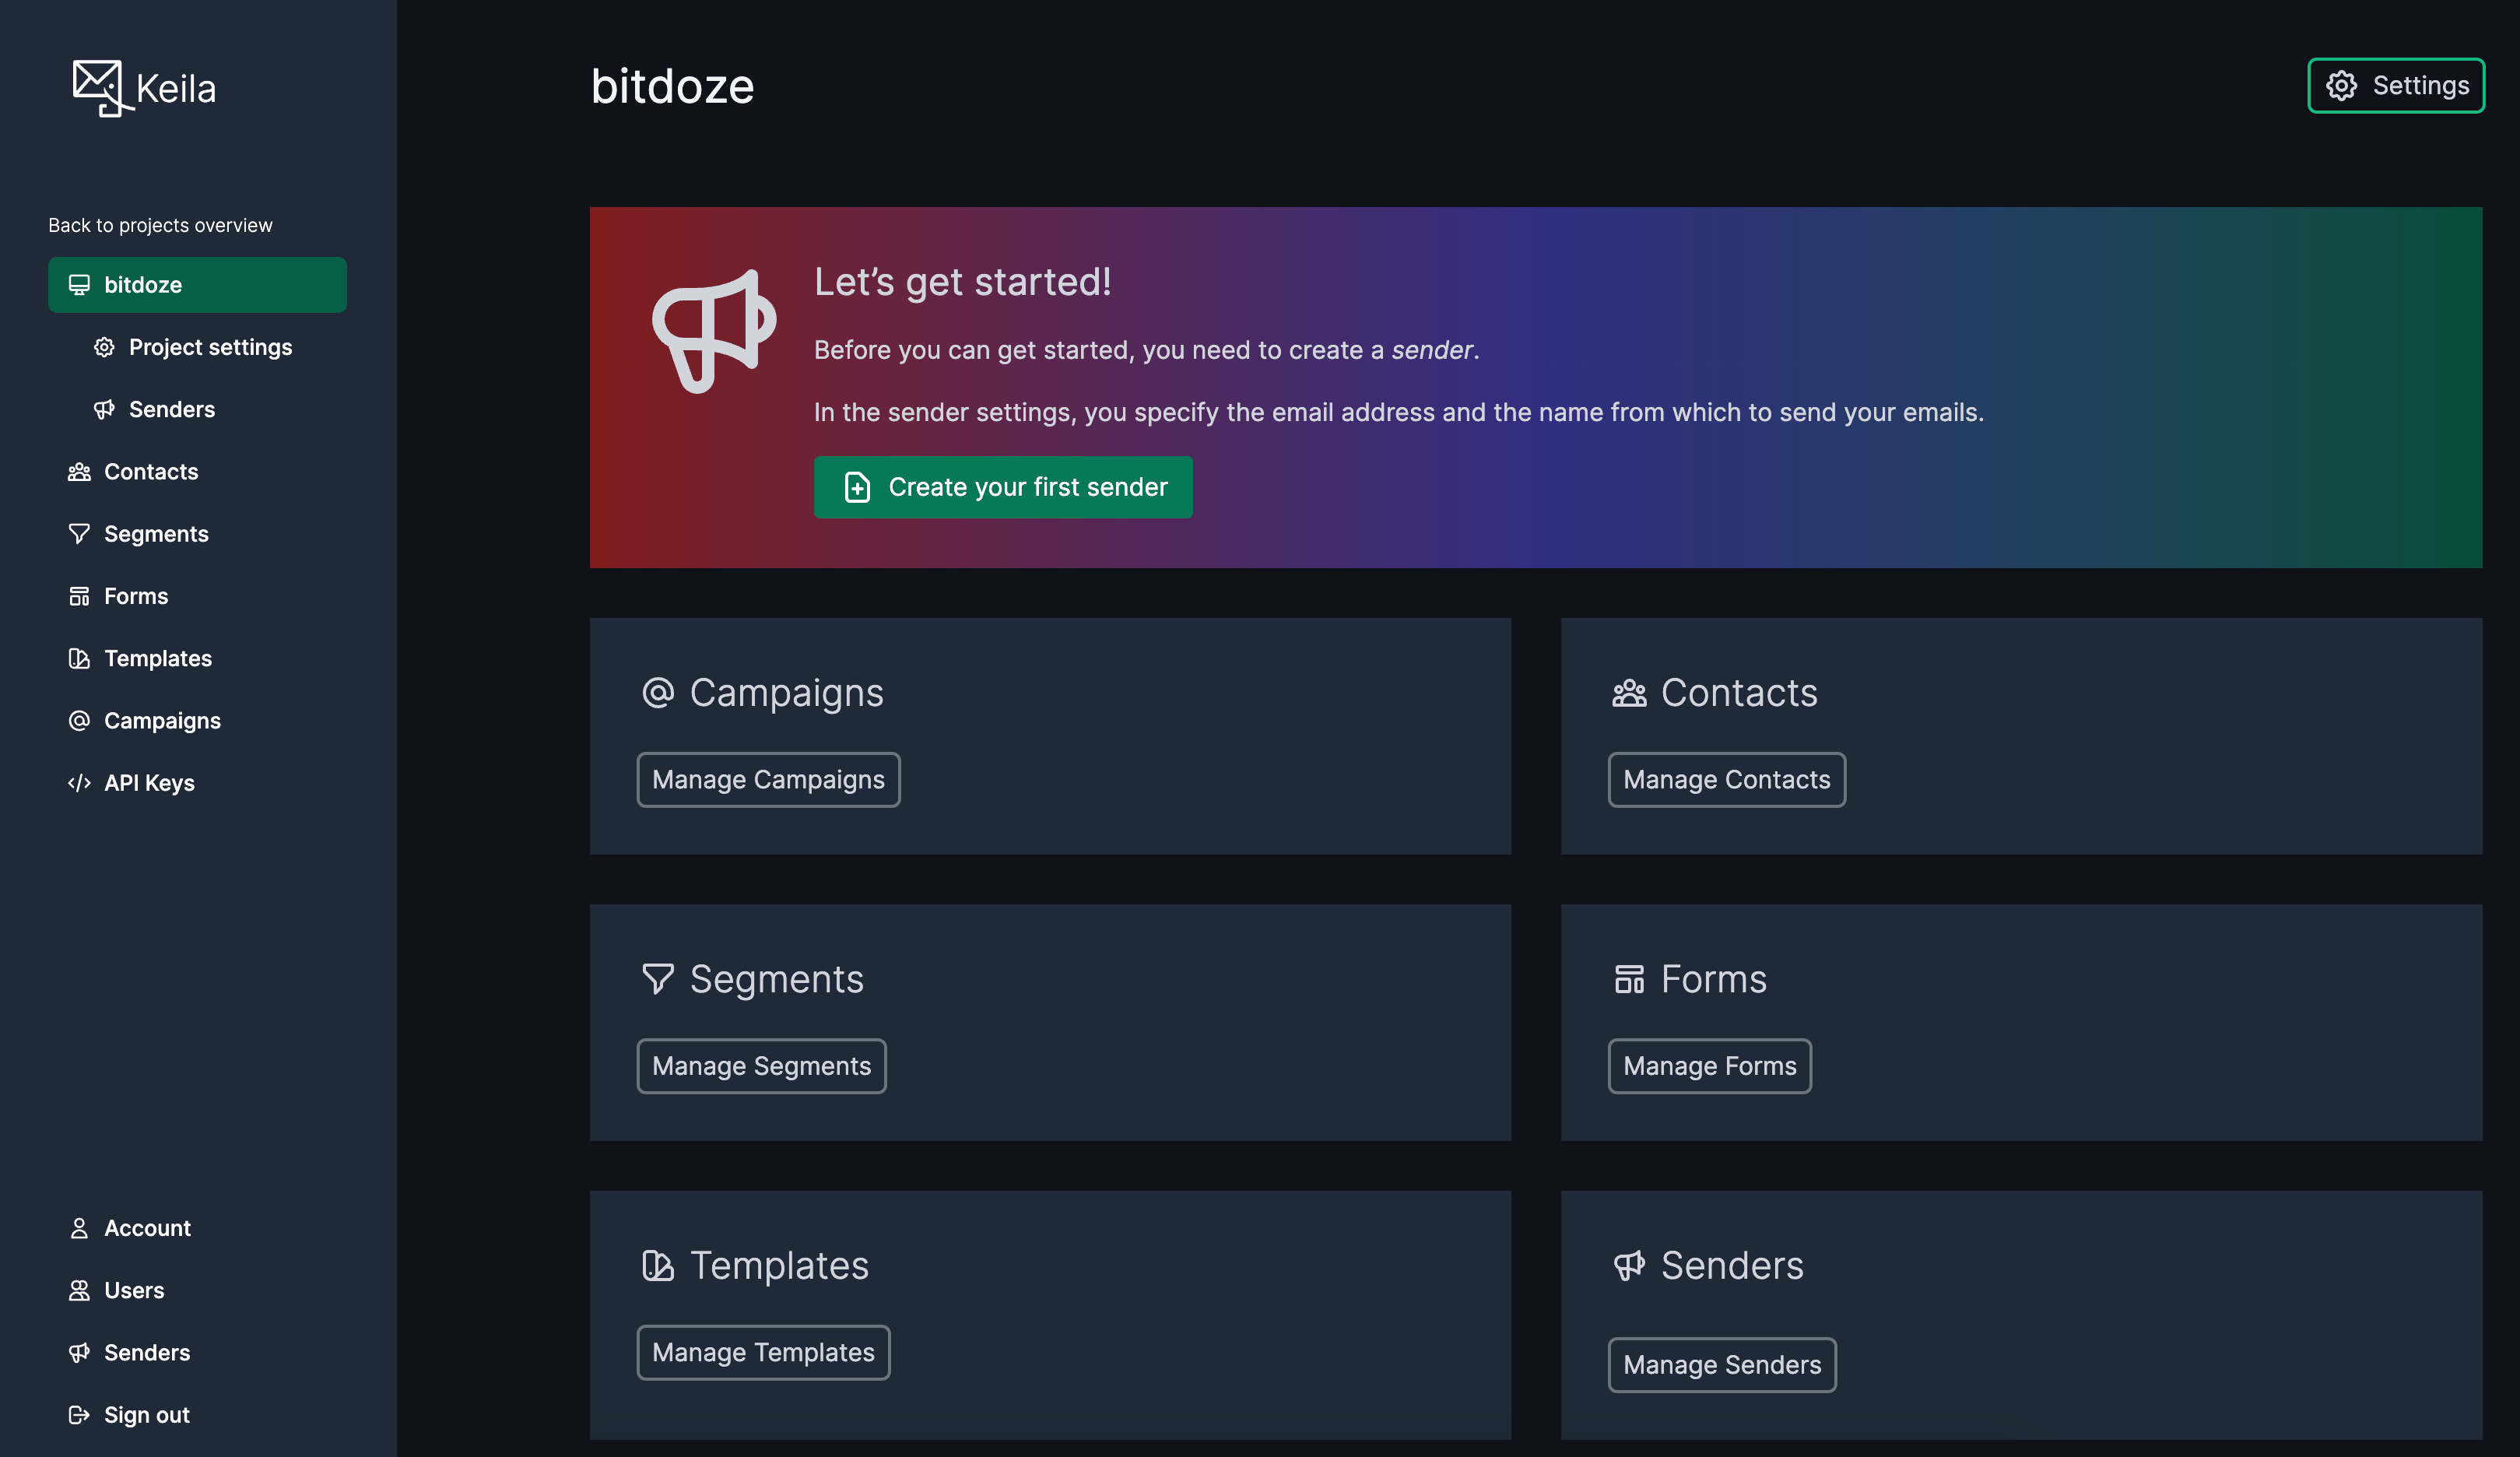 Keila
Back to projects overview
bitdoze
Project settings
Senders
Contacts
Segments
Forms
Templates
Campaigns
API Keys
Account
Users
Senders
Sign out
bitdoze
Settings
Let’s get started!
Before you can get started, you need to create a sender.
In the sender settings, you specify the email address and the name from which to send your emails.
Create your first sender
Campaigns
Manage Campaigns
Contacts
Manage Contacts
Segments
Manage Segments
Forms
Manage Forms
Templates
Manage Templates
Senders
Manage Senders